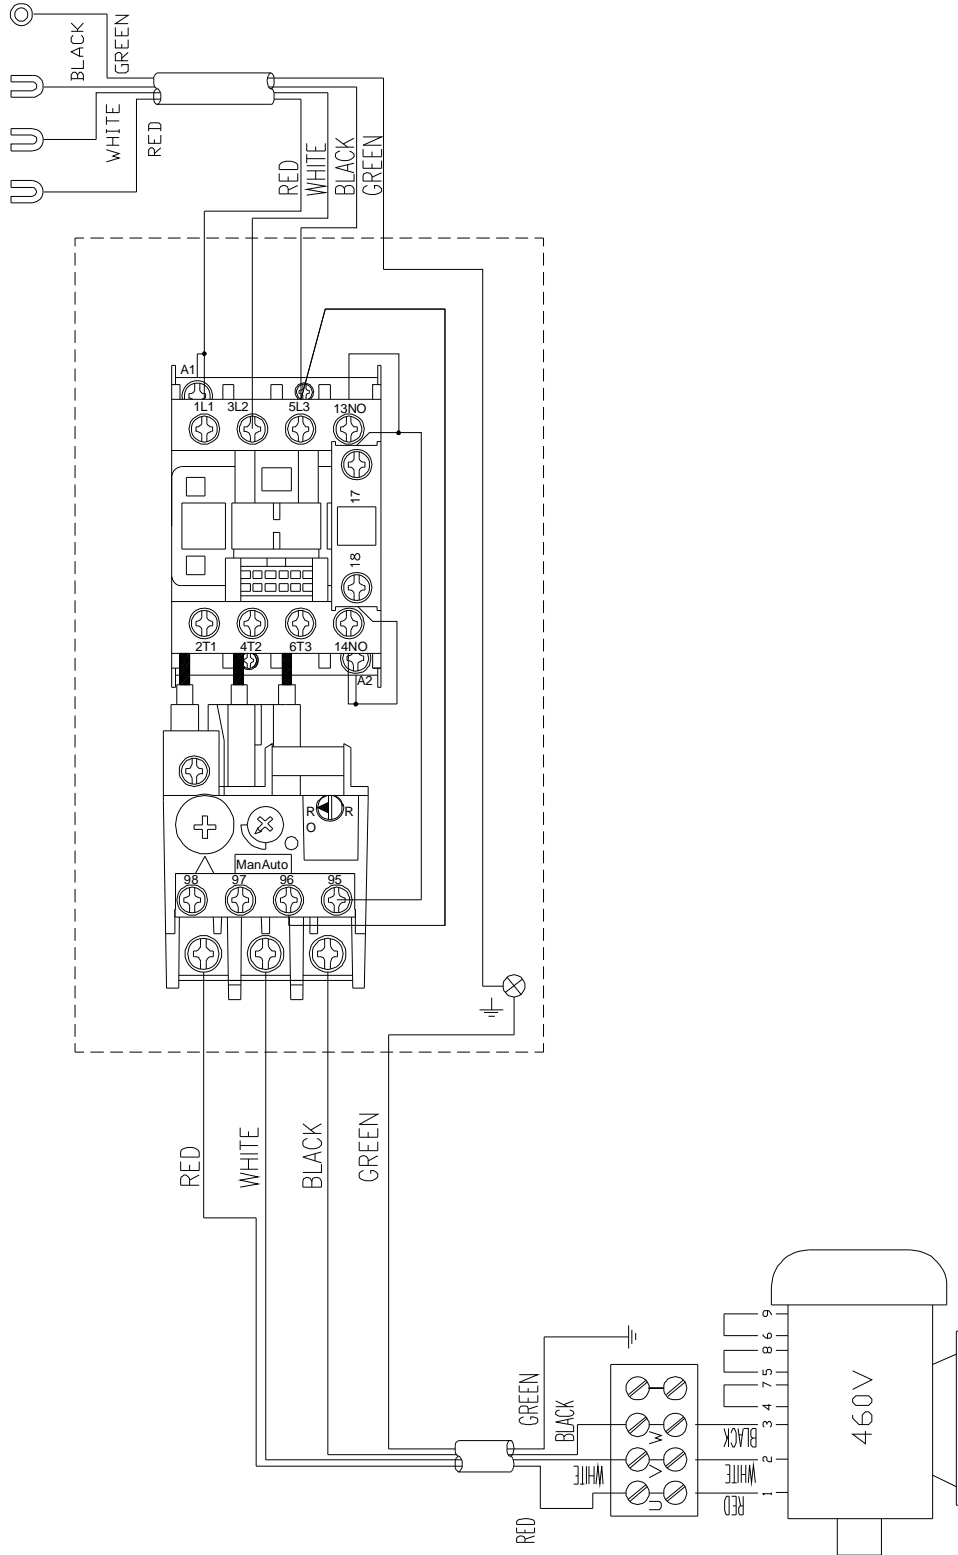 BLACK
GREEN
WHITE
RED
RED
WHITE
BLACK
GREEN
A1
1L1 3L2 5L3 13NO
17
18
2T1 4T2 6T3 14NO
A2
R R
O
ManAuto
98 97 96 95
RED
WHITE
BLACK
GREEN
GREEN
BLACK
WHITE
RED
W
V
U
BLACK
WHITE
RED
9
6
8
5
7
4
3
2
1
460V